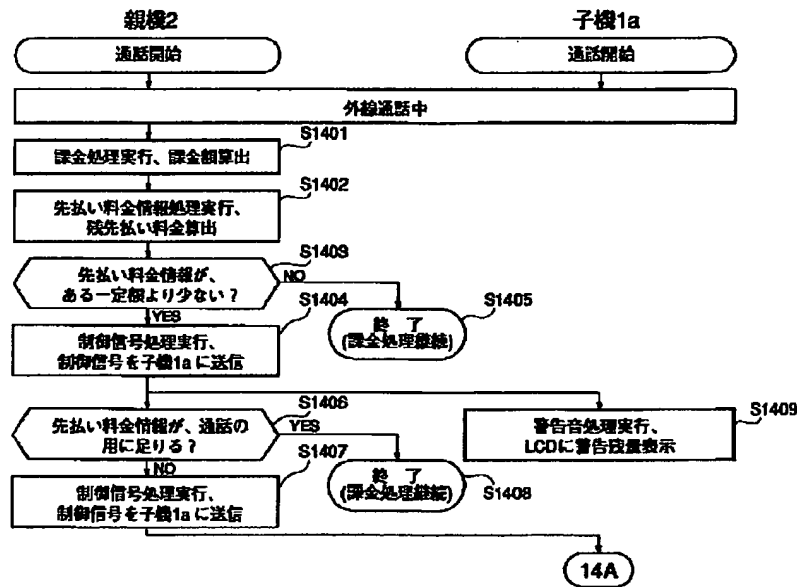 親機2
子機1a
通話開始
通話開始
外線通話中
S1401
課金処理実行、課金額算出
S1402
先払い料金情報処理実行、
残先払い料金算出
S1403
先払い料金情報が、
ある一定額より少ない?
NO
YES
S1404
S1405
終 了
(課金処理継続)
制御信号処理実行、
制御信号を子機1aに送信
S1406
先払い料金情報が、通話の
用に足りる?
YES
NO
S1409
警告音処理実行、
LCDに警告残量表示
S1407
終 了
(課金処理継続)
S1408
制御信号処理実行、
制御信号を子機1aに送信
14A